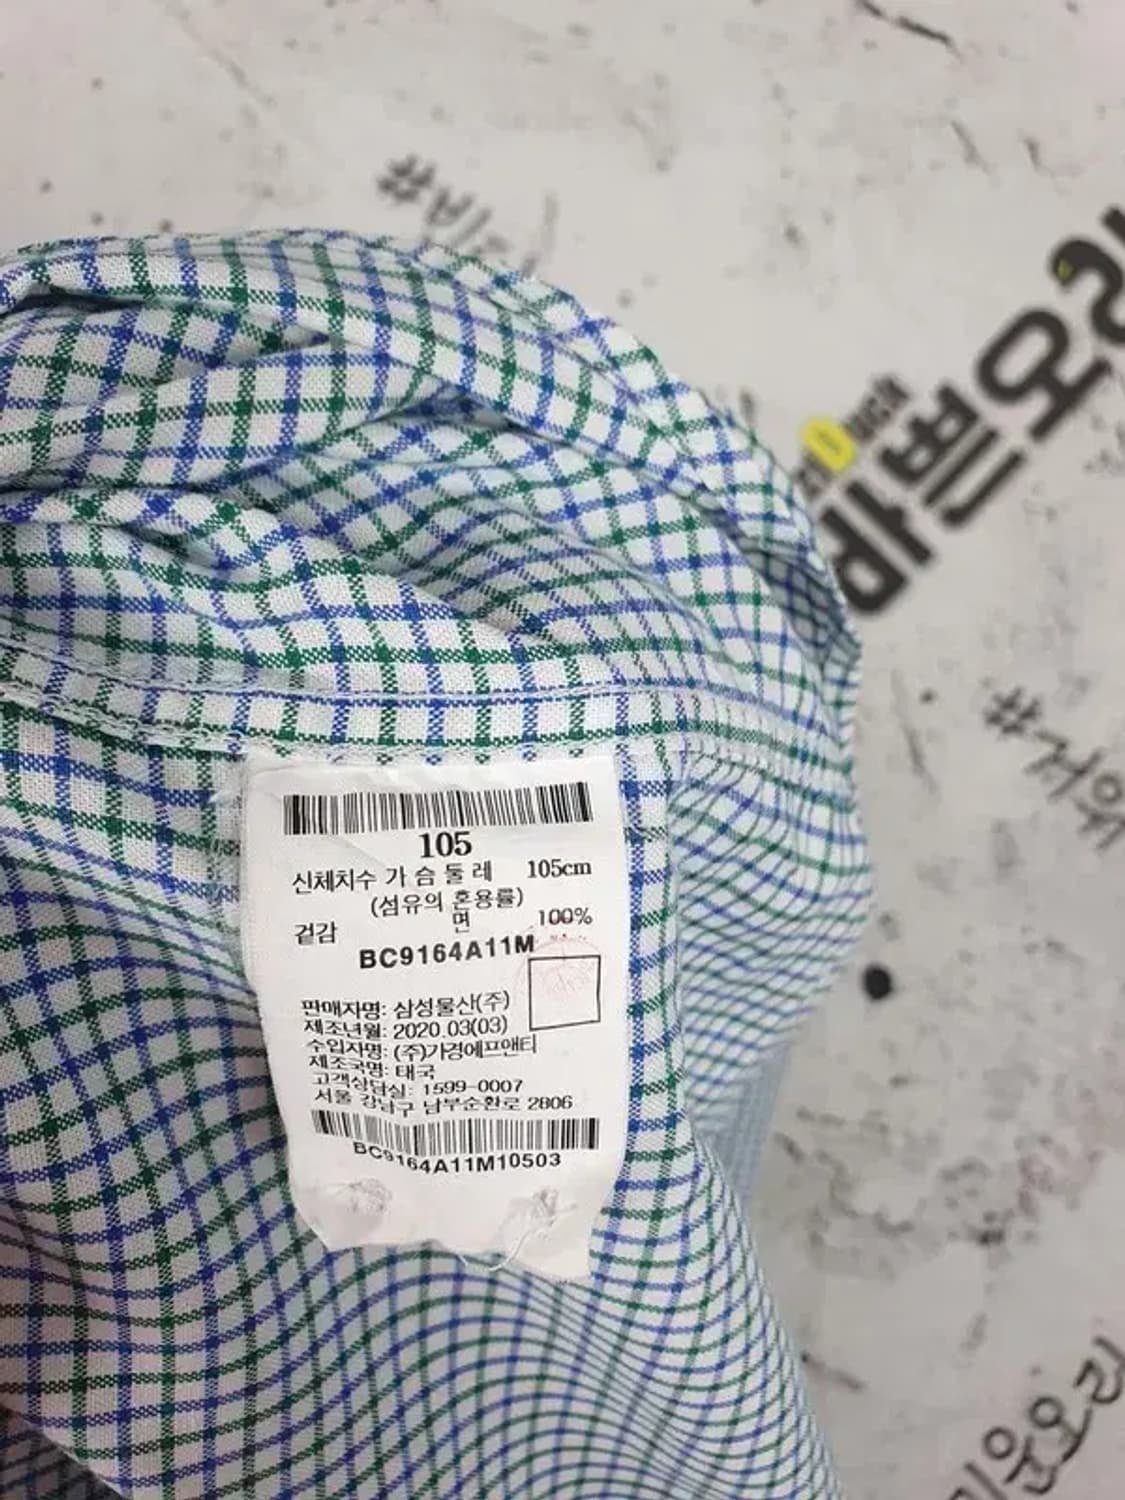 105
신체치수 가 슴 둘 레 105cm
(섬유의 혼용률)
겉감 면 100%
BC9164A11M
판매자명: 삼성물산(주)
제조년월: 2020.03(03)
수입자명: (주)가경에프앤티
제조국명: 태국
고객상담실: 1599-0007
서울 강남구 남부순환로 2806
BC9164A11M10503